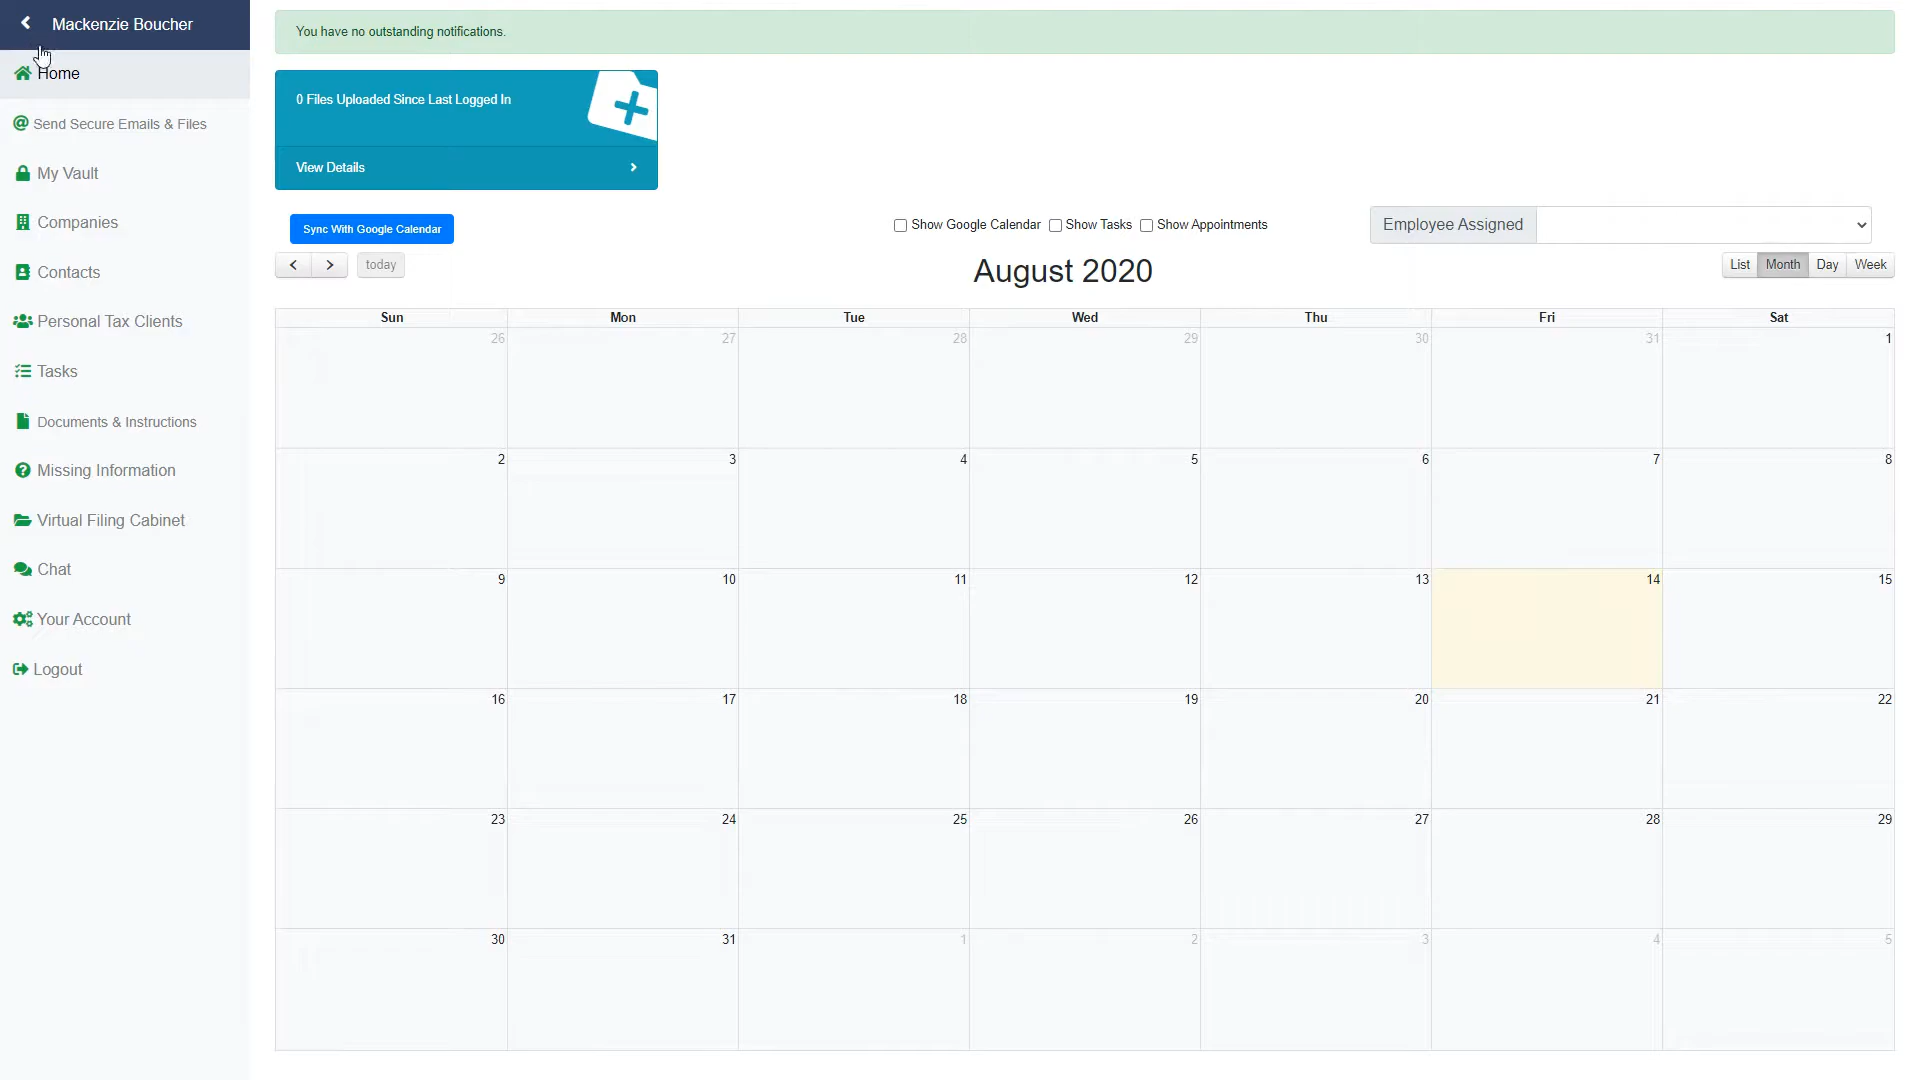 Mackenzie Boucher
Home
Send Secure Emails & Files
My Vault
Companies
Contacts
Personal Tax Clients
Tasks
Documents & Instructions
Missing Information
Virtual Filing Cabinet
Chat
Your Account
Logout
You have no outstanding notifications.
0 Files Uploaded Since Last Logged In
View Details
Sync With Google Calendar
Show Google Calendar Show Tasks Show Appointments
Employee Assigned
today
August 2020
List Month Day Week
Sun Mon Tue Wed Thu Fri Sat
26 27 28 29 30 31 1
2 3 4 5 6 7 8
9 10 11 12 13 14 15
16 17 18 19 20 21 22
23 24 25 26 27 28 29
30 31 1 2 3 4 5